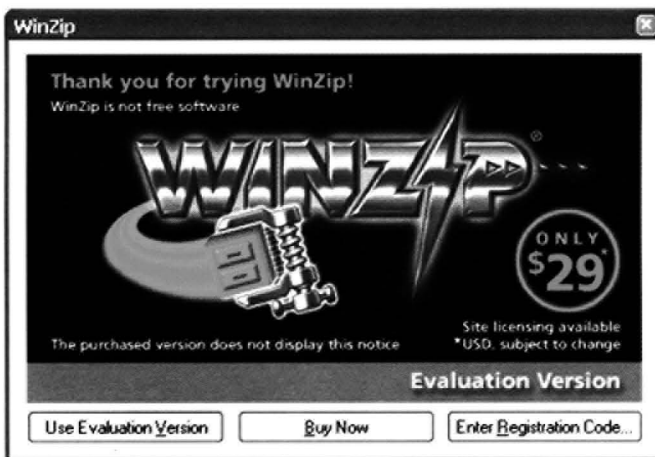 WinZip
Thank you for trying WinZip!
WinZip is not free software
WINZIP®
ONLY
$29*
Site licensing available
The purchased version does not display this notice
*USD, subject to change
Evaluation Version
Use Evaluation Version
Buy Now
Enter Registration Code...